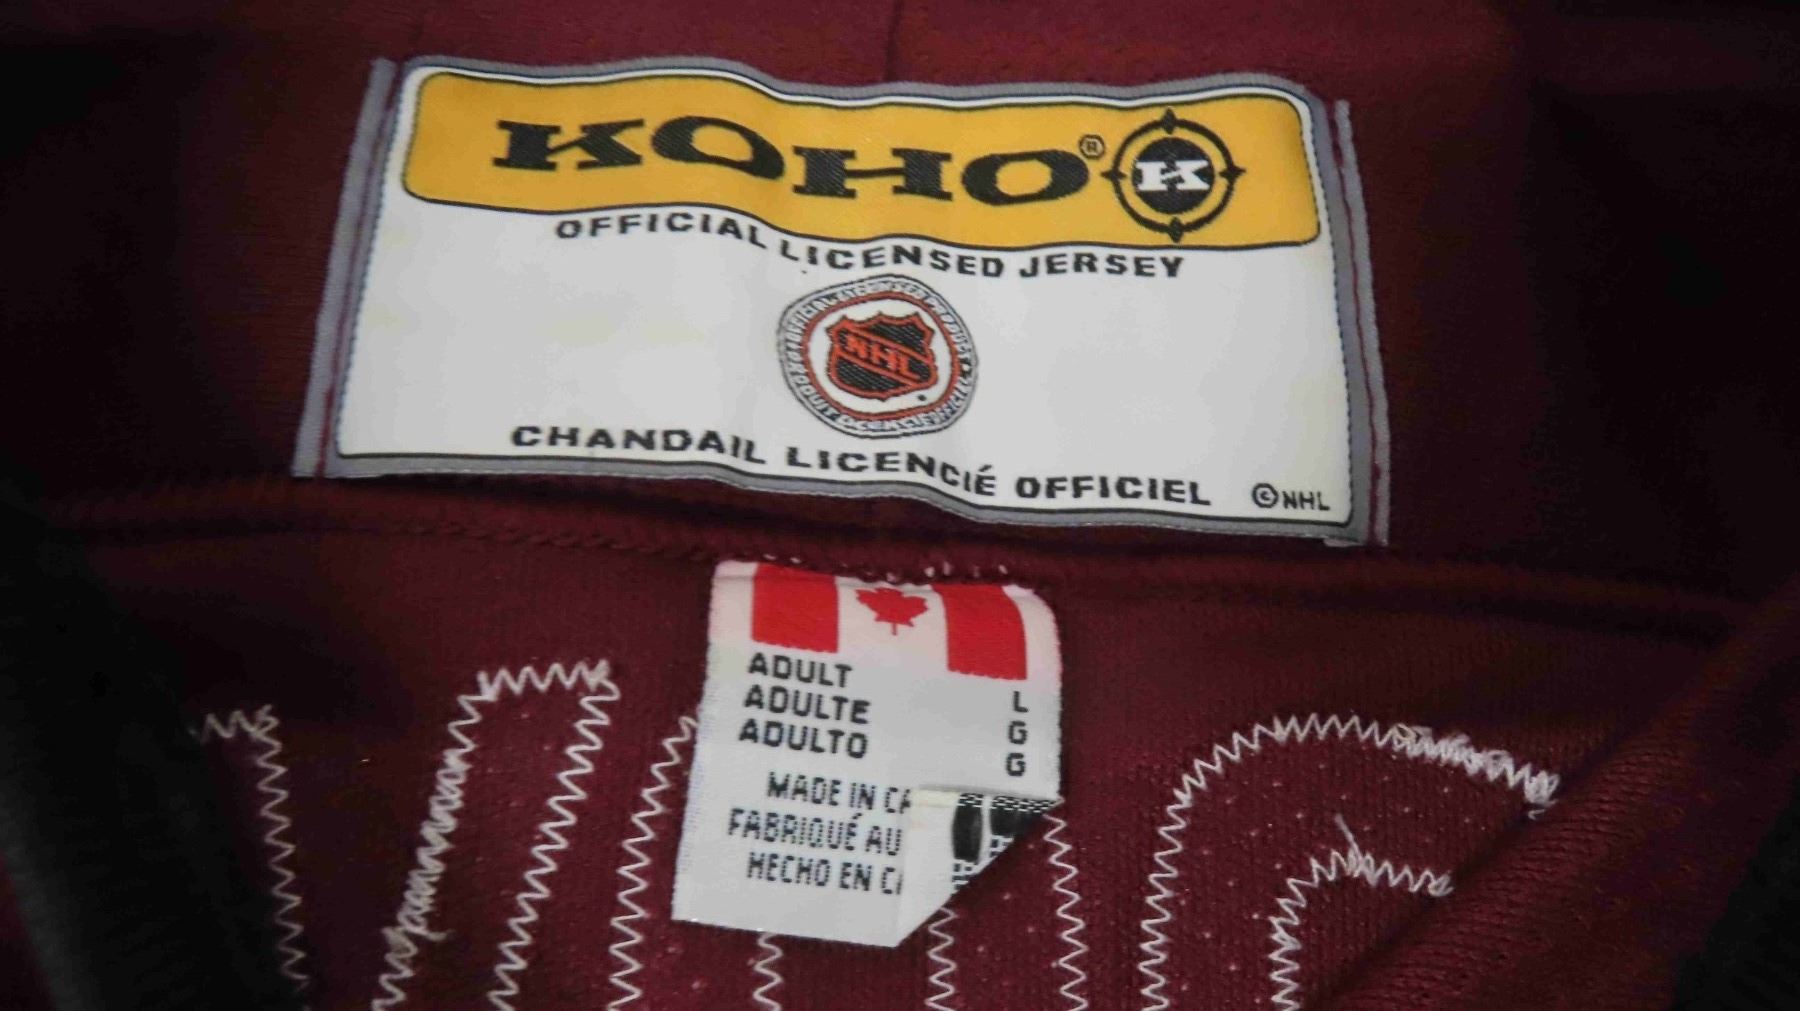 KOHO® K
OFFICIAL LICENSED JERSEY
NHL
CHANDAIL LICENCIÉ OFFICIEL ©NHL
ADULT L
ADULTE G
ADULTO G
MADE IN CA
FABRIQUÉ AU
HECHO EN CA